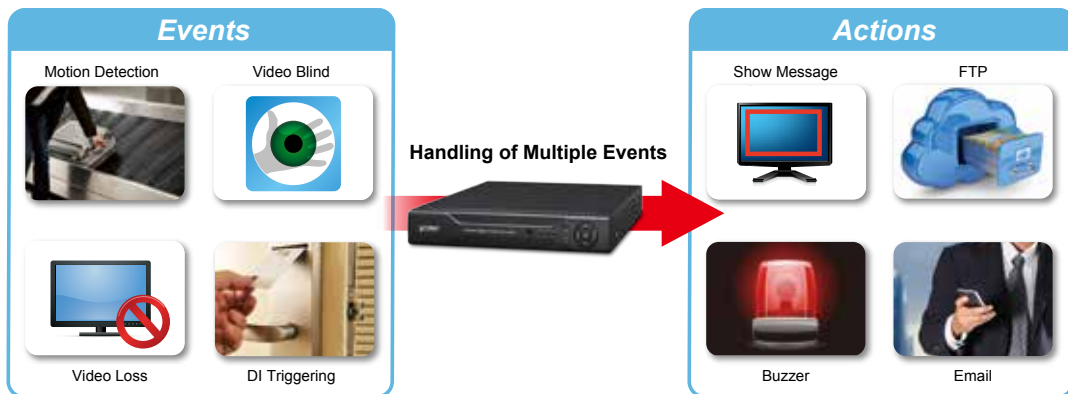 Events
Motion Detection
Video Blind
Video Loss
DI Triggering
Handling of Multiple Events
Actions
Show Message
FTP
Buzzer
Email